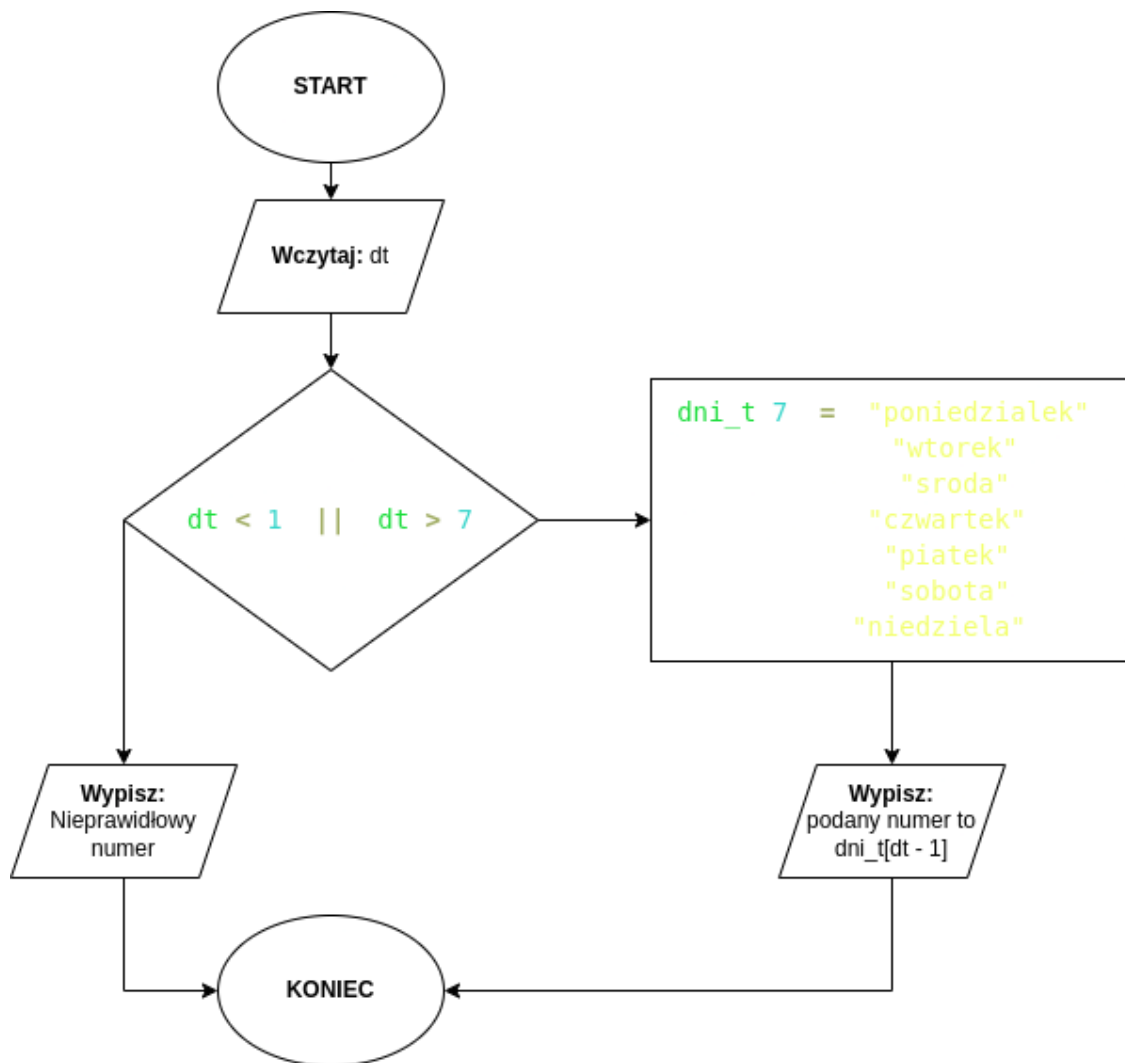 START
Wczytaj: dt
dt < 1 || dt > 7
dni_t 7 = "poniedzialek"
"wtorek"
"sroda"
"czwartek"
"piatek"
"sobota"
"niedziela"
Wypisz:
Nieprawidłowy
numer
Wypisz:
podany numer to
dni_t[dt - 1]
KONIEC